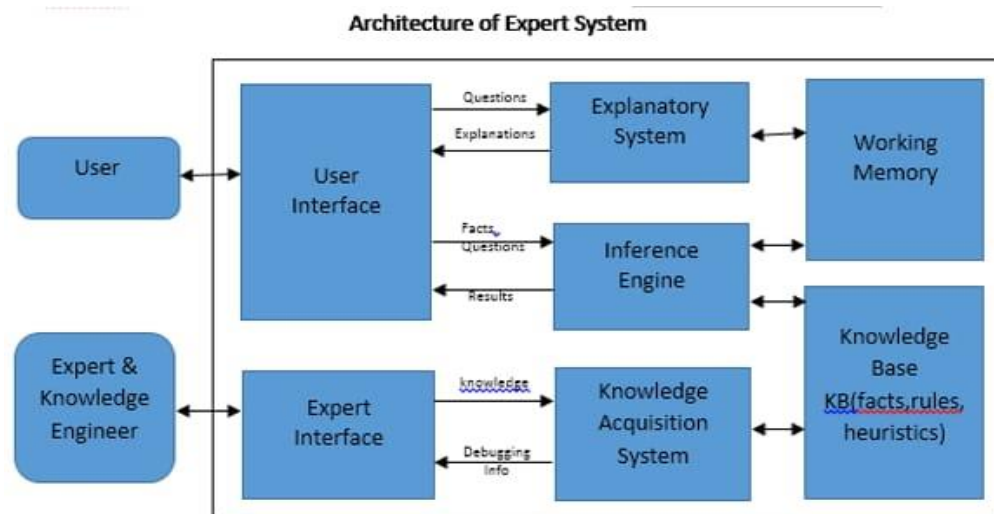 Architecture of Expert System
User
User
Interface
Questions
Explanations
Explanatory
System
Working
Memory
Facts,
Questions
Results
Inference
Engine
Expert &
Knowledge
Engineer
Expert
Interface
knowledge
Debugging
Info
Knowledge
Acquisition
System
Knowledge
Base
KB(facts,rules,
heuristics)